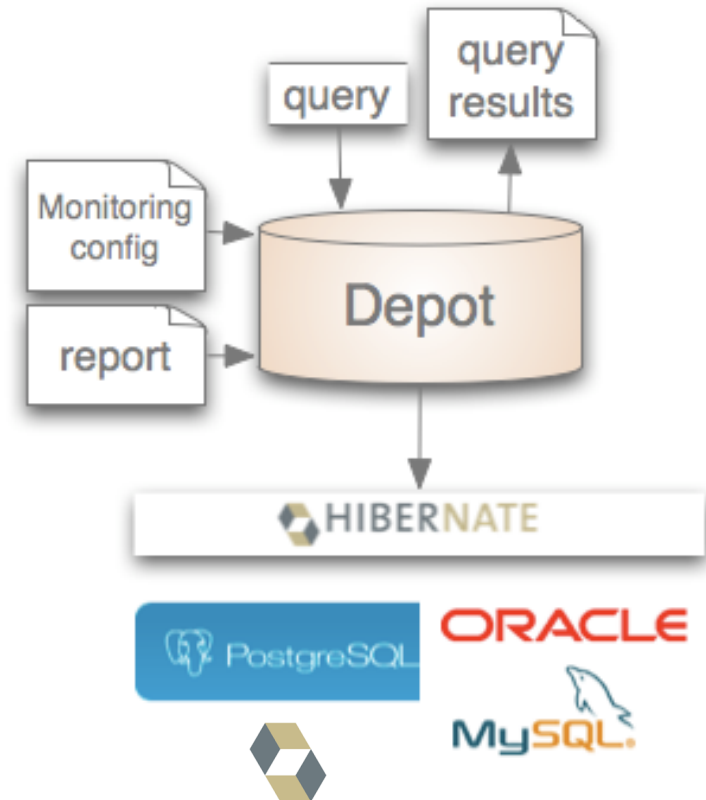 query
query
results
Monitoring
config
report
Depot
HIBERNATE
PostgreSQL
ORACLE
MySQL.